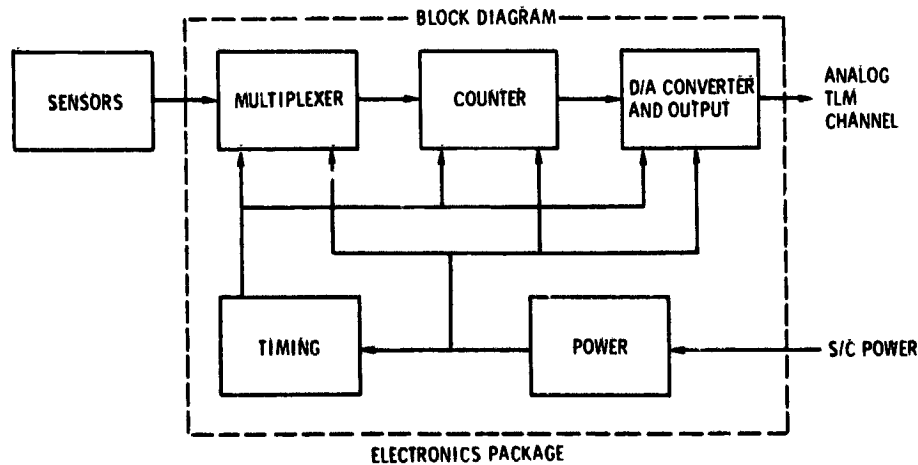 BLOCK DIAGRAM
SENSORS
MULTIPLEXER
COUNTER
D/A CONVERTER
AND OUTPUT
ANALOG
TLM
CHANNEL
TIMING
POWER
S/C POWER
ELECTRONICS PACKAGE